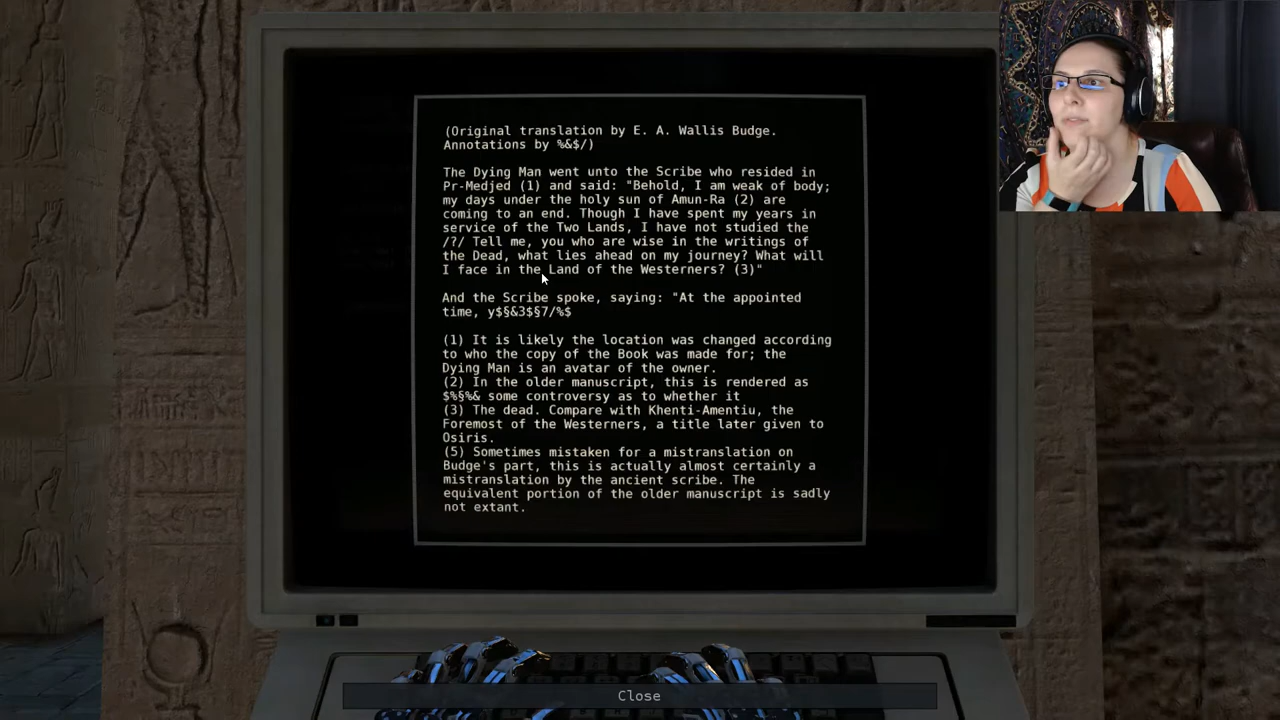 (Original translation by E. A. Wallis Budge.
Annotations by %&$/)
The Dying Man went unto the Scribe who resided in
Pr-Medjed (1) and said: "Behold, I am weak of body;
my days under the holy sun of Amun-Ra (2) are
coming to an end. Though I have spent my years in
service of the Two Lands, I have not studied the
/?/ Tell me, you who are wise in the writings of
the Dead, what lies ahead on my journey? What will
I face in the Land of the Westerners? (3)"
And the Scribe spoke, saying: "At the appointed
time, y$§&3$§7/%$
(1) It is likely the location was changed according
to who the copy of the Book was made for; the
Dying Man is an avatar of the owner.
(2) In the older manuscript, this is rendered as
$%§%& some controversy as to whether it
(3) The dead. Compare with Khenti-Amentiu, the
Foremost of the Westerners, a title later given to
Osiris.
(5) Sometimes mistaken for a mistranslation on
Budge's part, this is actually almost certainly a
mistranslation by the ancient scribe. The
equivalent portion of the older manuscript is sadly
not extant.
Close